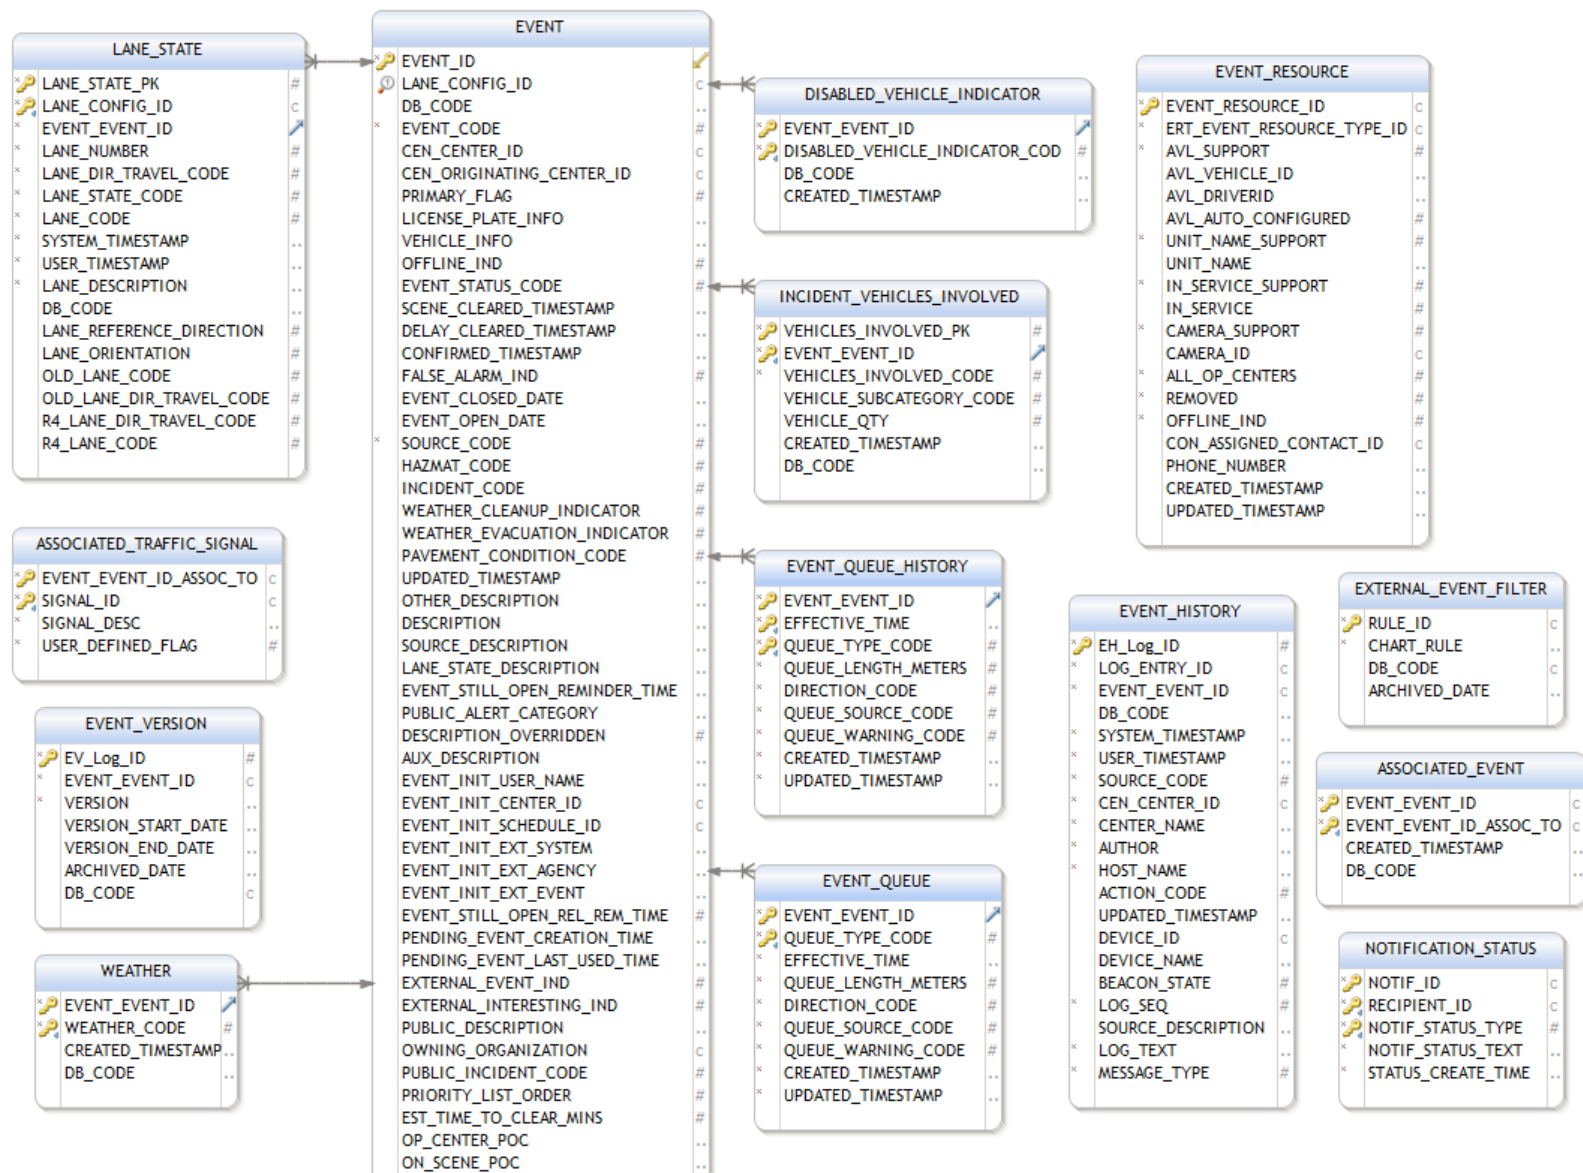 LANE_STATE
LANE_STATE_PK #
LANE_CONFIG_ID c
EVENT_EVENT_ID
LANE_NUMBER #
LANE_DIR_TRAVEL_CODE #
LANE_STATE_CODE #
LANE_CODE #
SYSTEM_TIMESTAMP ..
USER_TIMESTAMP ..
LANE_DESCRIPTION ..
DB_CODE ..
LANE_REFERENCE_DIRECTION #
LANE_ORIENTATION #
OLD_LANE_CODE #
OLD_LANE_DIR_TRAVEL_CODE #
R4_LANE_DIR_TRAVEL_CODE #
R4_LANE_CODE #
ASSOCIATED_TRAFFIC_SIGNAL
EVENT_EVENT_ID_ASSOC_TO c
SIGNAL_ID c
SIGNAL_DESC ..
USER_DEFINED_FLAG #
EVENT_VERSION
EV_Log_ID #
EVENT_EVENT_ID c
VERSION ..
VERSION_START_DATE ..
VERSION_END_DATE ..
ARCHIVED_DATE ..
DB_CODE c
WEATHER
EVENT_EVENT_ID
WEATHER_CODE #
CREATED_TIMESTAMP ..
DB_CODE ..
EVENT
EVENT_ID
LANE_CONFIG_ID c
DB_CODE ..
EVENT_CODE #
CEN_CENTER_ID c
CEN_ORIGINATING_CENTER_ID c
PRIMARY_FLAG #
LICENSE_PLATE_INFO ..
VEHICLE_INFO ..
OFFLINE_IND #
EVENT_STATUS_CODE #
SCENE_CLEARED_TIMESTAMP ..
DELAY_CLEARED_TIMESTAMP ..
CONFIRMED_TIMESTAMP ..
FALSE_ALARM_IND #
EVENT_CLOSED_DATE ..
EVENT_OPEN_DATE ..
SOURCE_CODE #
HAZMAT_CODE #
INCIDENT_CODE #
WEATHER_CLEANUP_INDICATOR #
WEATHER_EVACUATION_INDICATOR #
PAVEMENT_CONDITION_CODE #
UPDATED_TIMESTAMP ..
OTHER_DESCRIPTION ..
DESCRIPTION ..
SOURCE_DESCRIPTION ..
LANE_STATE_DESCRIPTION ..
EVENT_STILL_OPEN_REMINDER_TIME ..
PUBLIC_ALERT_CATEGORY ..
DESCRIPTION_OVERRIDDEN #
AUX_DESCRIPTION ..
EVENT_INIT_USER_NAME ..
EVENT_INIT_CENTER_ID c
EVENT_INIT_SCHEDULE_ID c
EVENT_INIT_EXT_SYSTEM ..
EVENT_INIT_EXT_AGENCY ..
EVENT_INIT_EXT_EVENT ..
EVENT_STILL_OPEN_REL_REM_TIME #
PENDING_EVENT_CREATION_TIME ..
PENDING_EVENT_LAST_USED_TIME ..
EXTERNAL_EVENT_IND #
EXTERNAL_INTERESTING_IND #
PUBLIC_DESCRIPTION ..
OWNING_ORGANIZATION c
PUBLIC_INCIDENT_CODE #
PRIORITY_LIST_ORDER #
EST_TIME_TO_CLEAR_MINS #
OP_CENTER_POC ..
ON_SCENE_POC ..
DISABLED_VEHICLE_INDICATOR
EVENT_EVENT_ID
DISABLED_VEHICLE_INDICATOR_COD #
DB_CODE ..
CREATED_TIMESTAMP ..
INCIDENT_VEHICLES_INVOLVED
VEHICLES_INVOLVED_PK #
EVENT_EVENT_ID
VEHICLES_INVOLVED_CODE #
VEHICLE_SUBCATEGORY_CODE #
VEHICLE_QTY #
CREATED_TIMESTAMP ..
DB_CODE ..
EVENT_QUEUE_HISTORY
EVENT_EVENT_ID
EFFECTIVE_TIME ..
QUEUE_TYPE_CODE #
QUEUE_LENGTH_METERS #
DIRECTION_CODE #
QUEUE_SOURCE_CODE #
QUEUE_WARNING_CODE #
CREATED_TIMESTAMP ..
UPDATED_TIMESTAMP ..
EVENT_QUEUE
EVENT_EVENT_ID
QUEUE_TYPE_CODE #
EFFECTIVE_TIME ..
QUEUE_LENGTH_METERS #
DIRECTION_CODE #
QUEUE_SOURCE_CODE #
QUEUE_WARNING_CODE #
CREATED_TIMESTAMP ..
UPDATED_TIMESTAMP ..
EVENT_RESOURCE
EVENT_RESOURCE_ID c
ERT_EVENT_RESOURCE_TYPE_ID c
AVL_SUPPORT #
AVL_VEHICLE_ID ..
AVL_DRIVERID ..
AVL_AUTO_CONFIGURED #
UNIT_NAME_SUPPORT #
UNIT_NAME ..
IN_SERVICE_SUPPORT #
IN_SERVICE #
CAMERA_SUPPORT #
CAMERA_ID c
ALL_OP_CENTERS #
REMOVED #
OFFLINE_IND #
CON_ASSIGNED_CONTACT_ID c
PHONE_NUMBER ..
CREATED_TIMESTAMP ..
UPDATED_TIMESTAMP ..
EVENT_HISTORY
EH_Log_ID #
LOG_ENTRY_ID c
EVENT_EVENT_ID c
DB_CODE ..
SYSTEM_TIMESTAMP ..
USER_TIMESTAMP ..
SOURCE_CODE #
CEN_CENTER_ID c
CENTER_NAME ..
AUTHOR ..
HOST_NAME ..
ACTION_CODE #
UPDATED_TIMESTAMP ..
DEVICE_ID c
DEVICE_NAME ..
BEACON_STATE #
LOG_SEQ #
SOURCE_DESCRIPTION ..
LOG_TEXT ..
MESSAGE_TYPE #
EXTERNAL_EVENT_FILTER
RULE_ID c
CHART_RULE ..
DB_CODE c
ARCHIVED_DATE ..
ASSOCIATED_EVENT
EVENT_EVENT_ID c
EVENT_EVENT_ID_ASSOC_TO c
CREATED_TIMESTAMP ..
DB_CODE ..
NOTIFICATION_STATUS
NOTIF_ID c
RECIPIENT_ID c
NOTIF_STATUS_TYPE #
NOTIF_STATUS_TEXT ..
STATUS_CREATE_TIME ..